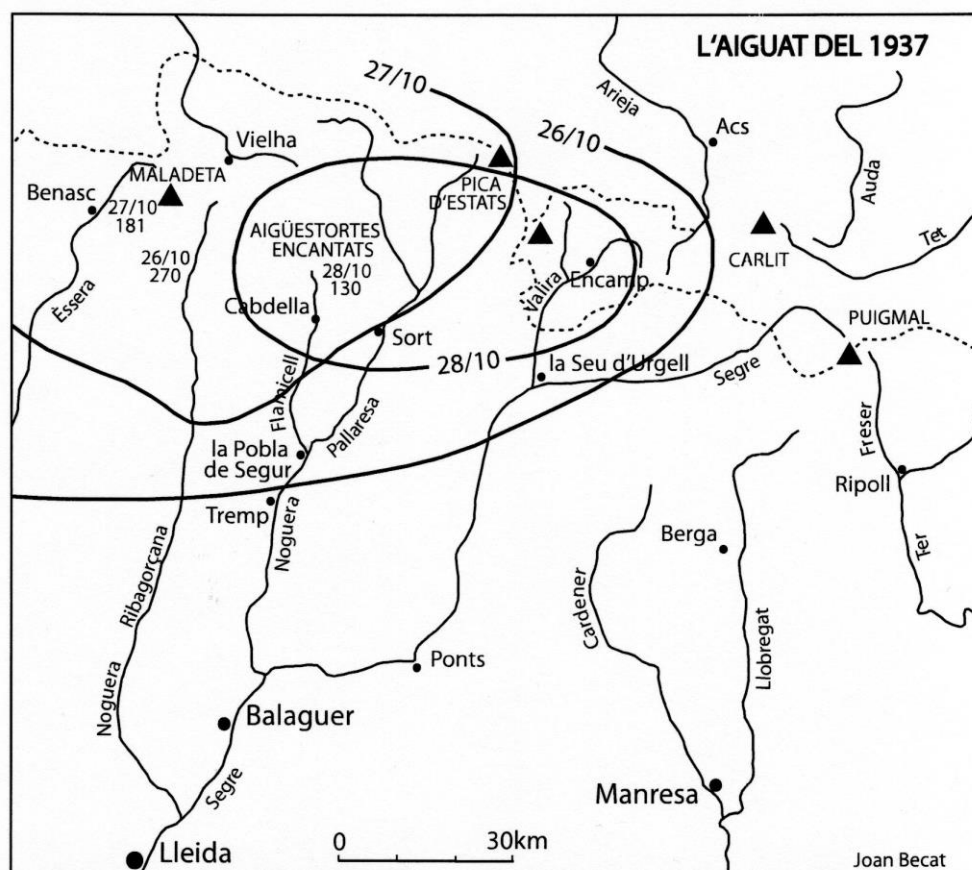 L'AIGUAT DEL 1937
27/10
26/10
Arieja
Acs
Vielha
MALADETA
Benasc
27/10
181
PICA
D'ESTATS
Auda
AIGÜESTORTES
ENCANTATS
28/10
130
26/10
270
Tet
CARLIT
Èssera
Valira
Encamp
Cabdella
Sort
PUIGMAL
28/10
la Seu d'Urgell
Segre
Flamicell
Pallaresa
Freser
la Pobla
de Segur
Ripoll
Tremp
Noguera
Berga
Ter
Ribagorçana
Cardener
Llobregat
Ponts
Noguera
Balaguer
Segre
Manresa
0 30km
Lleida
Joan Becat